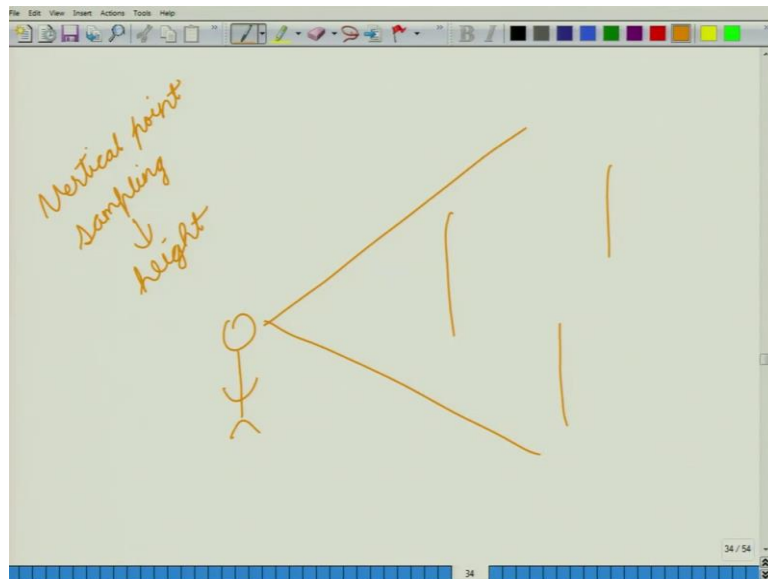 File Edit View Insert Actions Tools Help
B I
Vertical point
sampling
↓
height
34 / 54
34